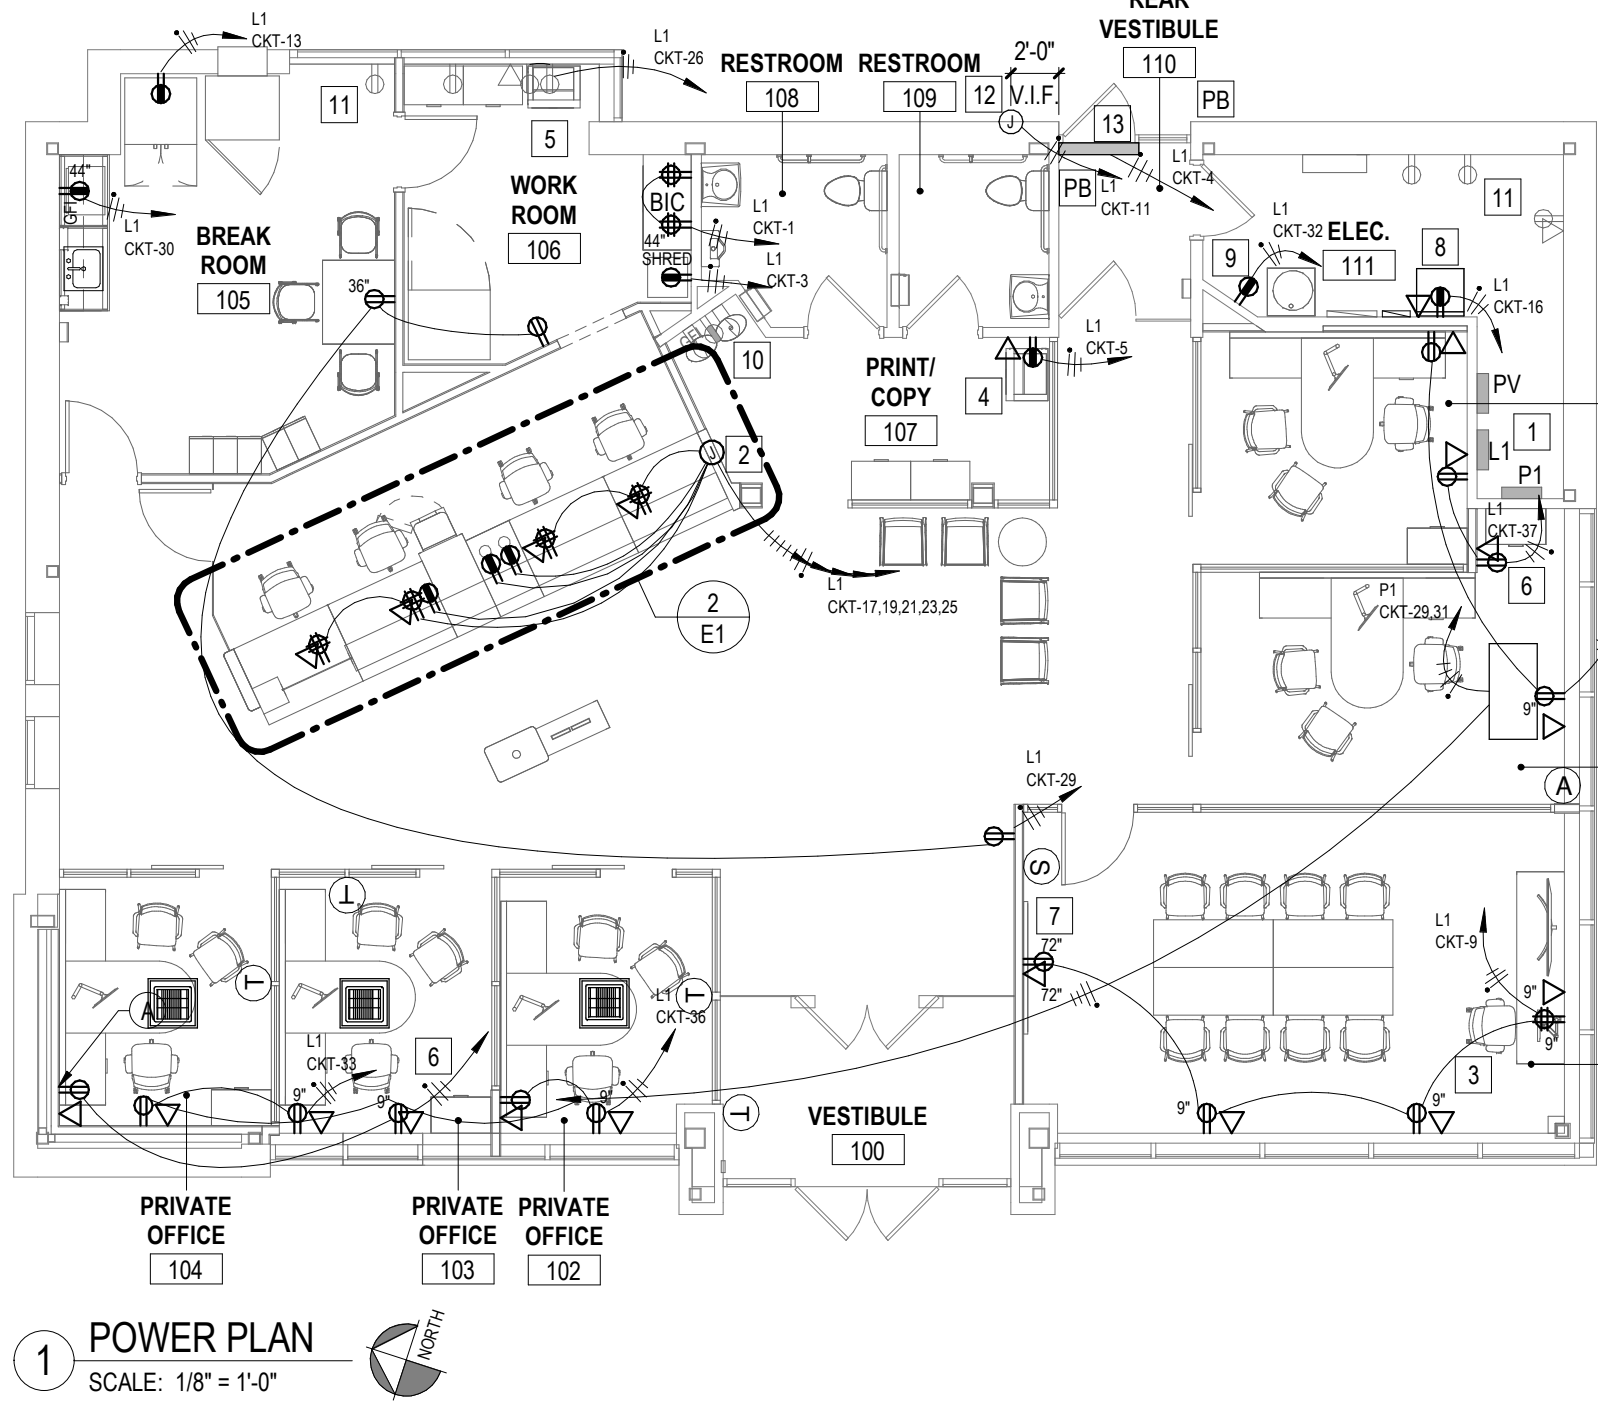 REAR
VESTIBULE
110
L1
CKT-13
L1
CKT-26
RESTROOM
108
RESTROOM
109
2'-0"
V.I.F.
12
13
PB
PB
11
5
44"
GFI
L1
CKT-30
BREAK
ROOM
105
WORK
ROOM
106
BIC
44"
SHRED
L1
CKT-1
L1
CKT-3
J
L1
CKT-4
L1
CKT-11
L1
CKT-32
9
ELEC.
111
8
11
L1
CKT-16
36"
10
L1
CKT-5
PRINT/
COPY
107
4
PV
1
L1
P1
J
2
L1
CKT-37
6
L1
CKT-17,19,21,23,25
2
E1
P1
CKT-29,31
9"
A
L1
CKT-29
S
7
72"
72"
L1
CKT-9
9"
9"
3
T
T
T
T
A
L1
CKT-36
L1
CKT-33
6
9"
9"
9"
9"
9"
VESTIBULE
100
PRIVATE
OFFICE
104
PRIVATE
OFFICE
103
PRIVATE
OFFICE
102
1
POWER PLAN
SCALE: 1/8" = 1'-0"
NORTH